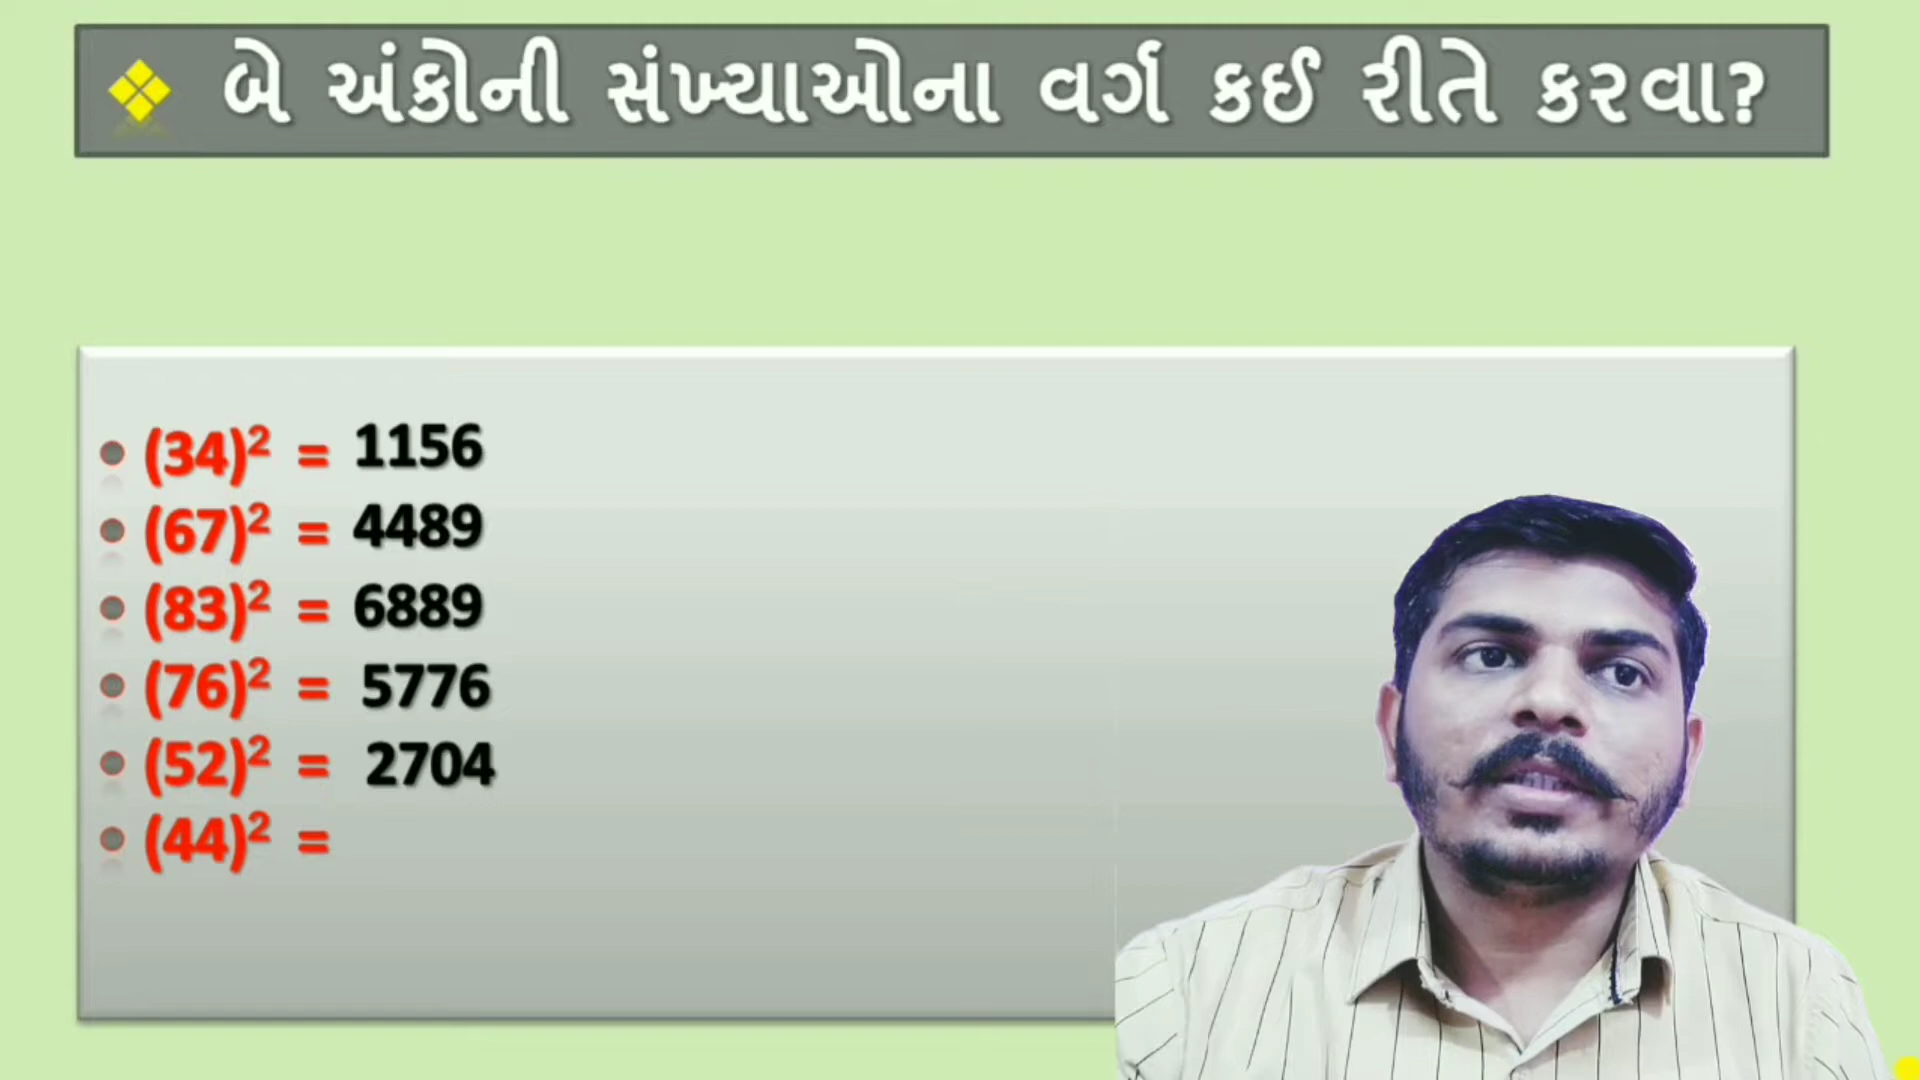 ❖ બે અંકોની સંખ્યાઓના વર્ગ કઈ રીતે કરવા?
• (34)² = 1156
• (67)² = 4489
• (83)² = 6889
• (76)² = 5776
• (52)² = 2704
• (44)² =